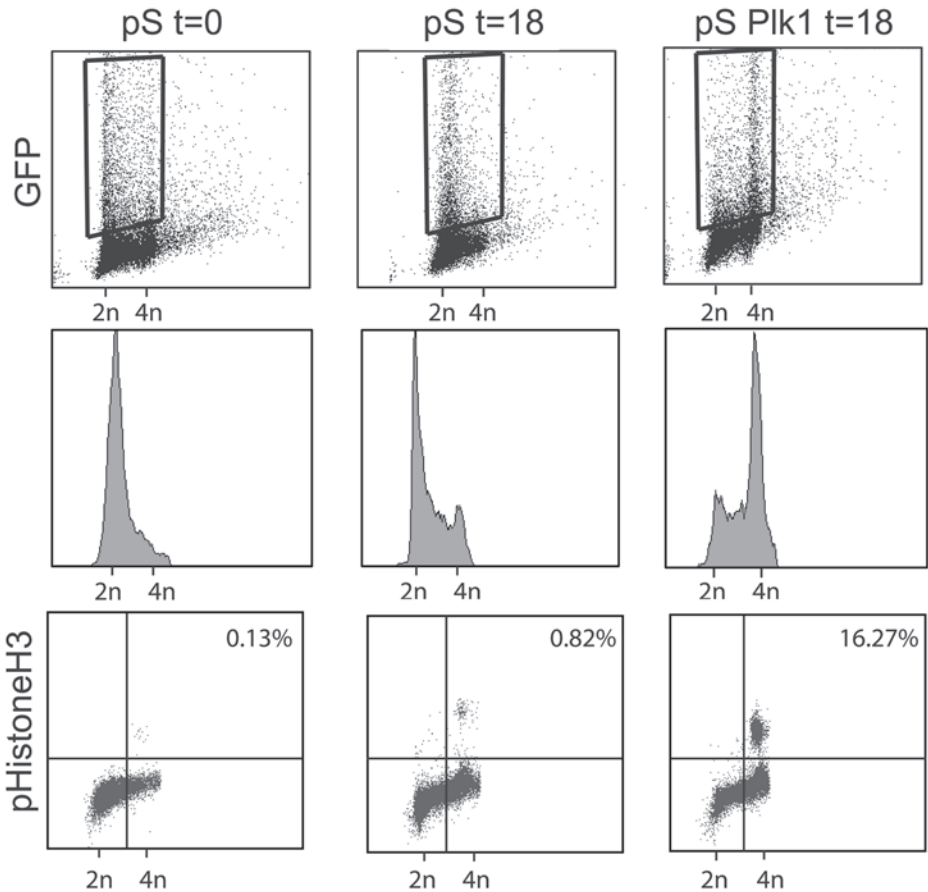 pS t=0 pS t=18 pS Plk1 t=18
GFP
2n 4n 2n 4n 2n 4n
2n 4n 2n 4n 2n 4n
pHistoneH3
0.13% 0.82% 16.27%
2n 4n 2n 4n 2n 4n